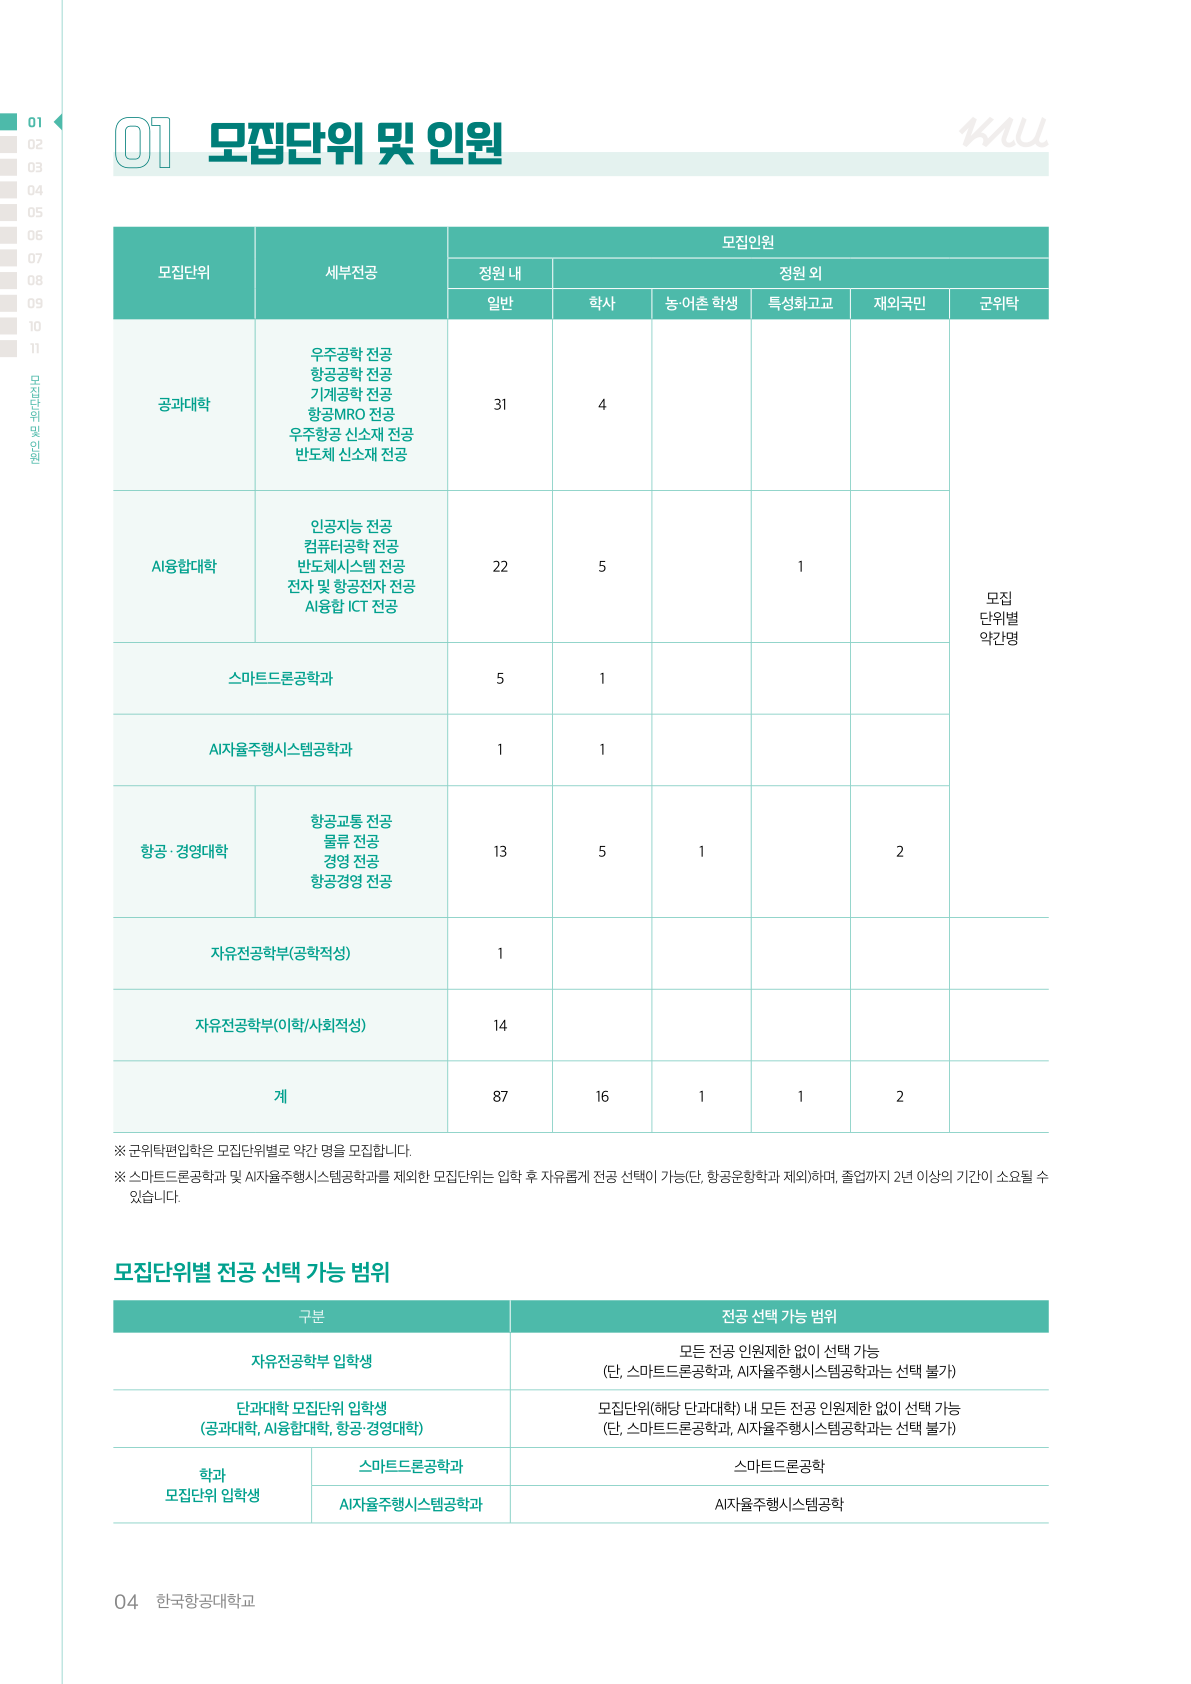 01
02
03
04
05
06
07
08
09
10
11
모집단위 및 인원
01 모집단위 및 인원
KAU
모집단위 세부전공 모집인원
정원 내 정원 외
일반 학사 농·어촌 학생 특성화고교 재외국민 군위탁
공과대학
우주공학 전공
항공공학 전공
기계공학 전공
항공MRO 전공
우주항공 신소재 전공
반도체 신소재 전공
31 4
AI융합대학
인공지능 전공
컴퓨터공학 전공
반도체시스템 전공
전자 및 항공전자 전공
AI융합 ICT 전공
22 5 1
모집
단위별
약간명
스마트드론공학과 5 1
AI자율주행시스템공학과 1 1
항공·경영대학
항공교통 전공
물류 전공
경영 전공
항공경영 전공
13 5 1 2
자유전공학부(공학적성) 1
자유전공학부(이학/사회적성) 14
계 87 16 1 1 2
※ 군위탁편입학은 모집단위별로 약간 명을 모집합니다.
※ 스마트드론공학과 및 AI자율주행시스템공학과를 제외한 모집단위는 입학 후 자유롭게 전공 선택이 가능(단, 항공운항학과 제외)하며, 졸업까지 2년 이상의 기간이 소요될 수
있습니다.
모집단위별 전공 선택 가능 범위
구분 전공 선택 가능 범위
자유전공학부 입학생
모든 전공 인원제한 없이 선택 가능
(단, 스마트드론공학과, AI자율주행시스템공학과는 선택 불가)
단과대학 모집단위 입학생
(공과대학, AI융합대학, 항공·경영대학)
모집단위(해당 단과대학) 내 모든 전공 인원제한 없이 선택 가능
(단, 스마트드론공학과, AI자율주행시스템공학과는 선택 불가)
학과
모집단위 입학생
스마트드론공학과 스마트드론공학
AI자율주행시스템공학과 AI자율주행시스템공학
04 한국항공대학교